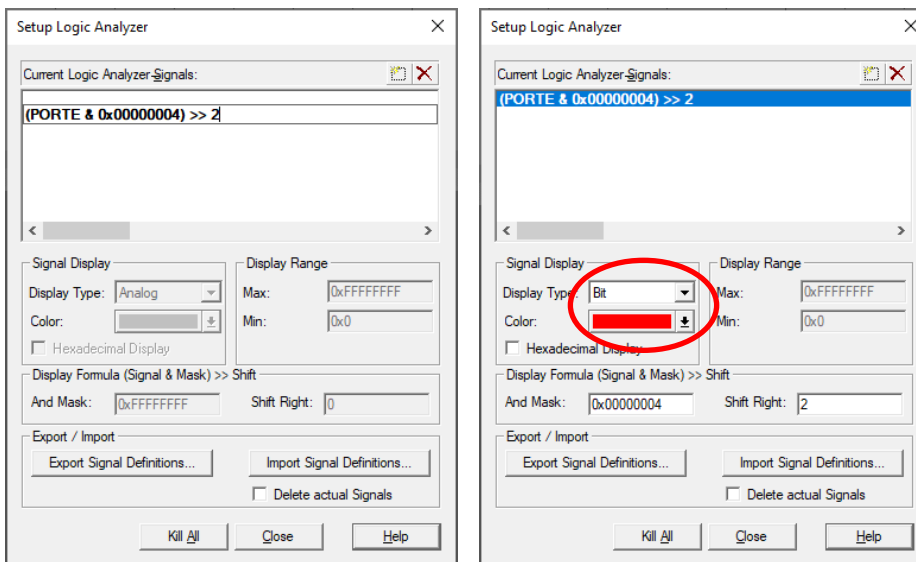 Setup Logic Analyzer
Current Logic Analyzer Signals:
(PORTE & 0x00000004) >> 2
Signal Display
Display Type: Analog
Color:
Hexadecimal Display
Display Range
Max: 0xFFFFFFFF
Min: 0x0
Display Formula (Signal & Mask) >> Shift
And Mask: 0xFFFFFFFF Shift Right: 0
Export / Import
Export Signal Definitions... Import Signal Definitions...
Delete actual Signals
Kill All Close Help
Setup Logic Analyzer
Current Logic Analyzer Signals:
(PORTE & 0x00000004) >> 2
Signal Display
Display Type: Bit
Color:
Hexadecimal Display
Display Range
Max: 0xFFFFFFFF
Min: 0x0
Display Formula (Signal & Mask) >> Shift
And Mask: 0x00000004 Shift Right: 2
Export / Import
Export Signal Definitions... Import Signal Definitions...
Delete actual Signals
Kill All Close Help